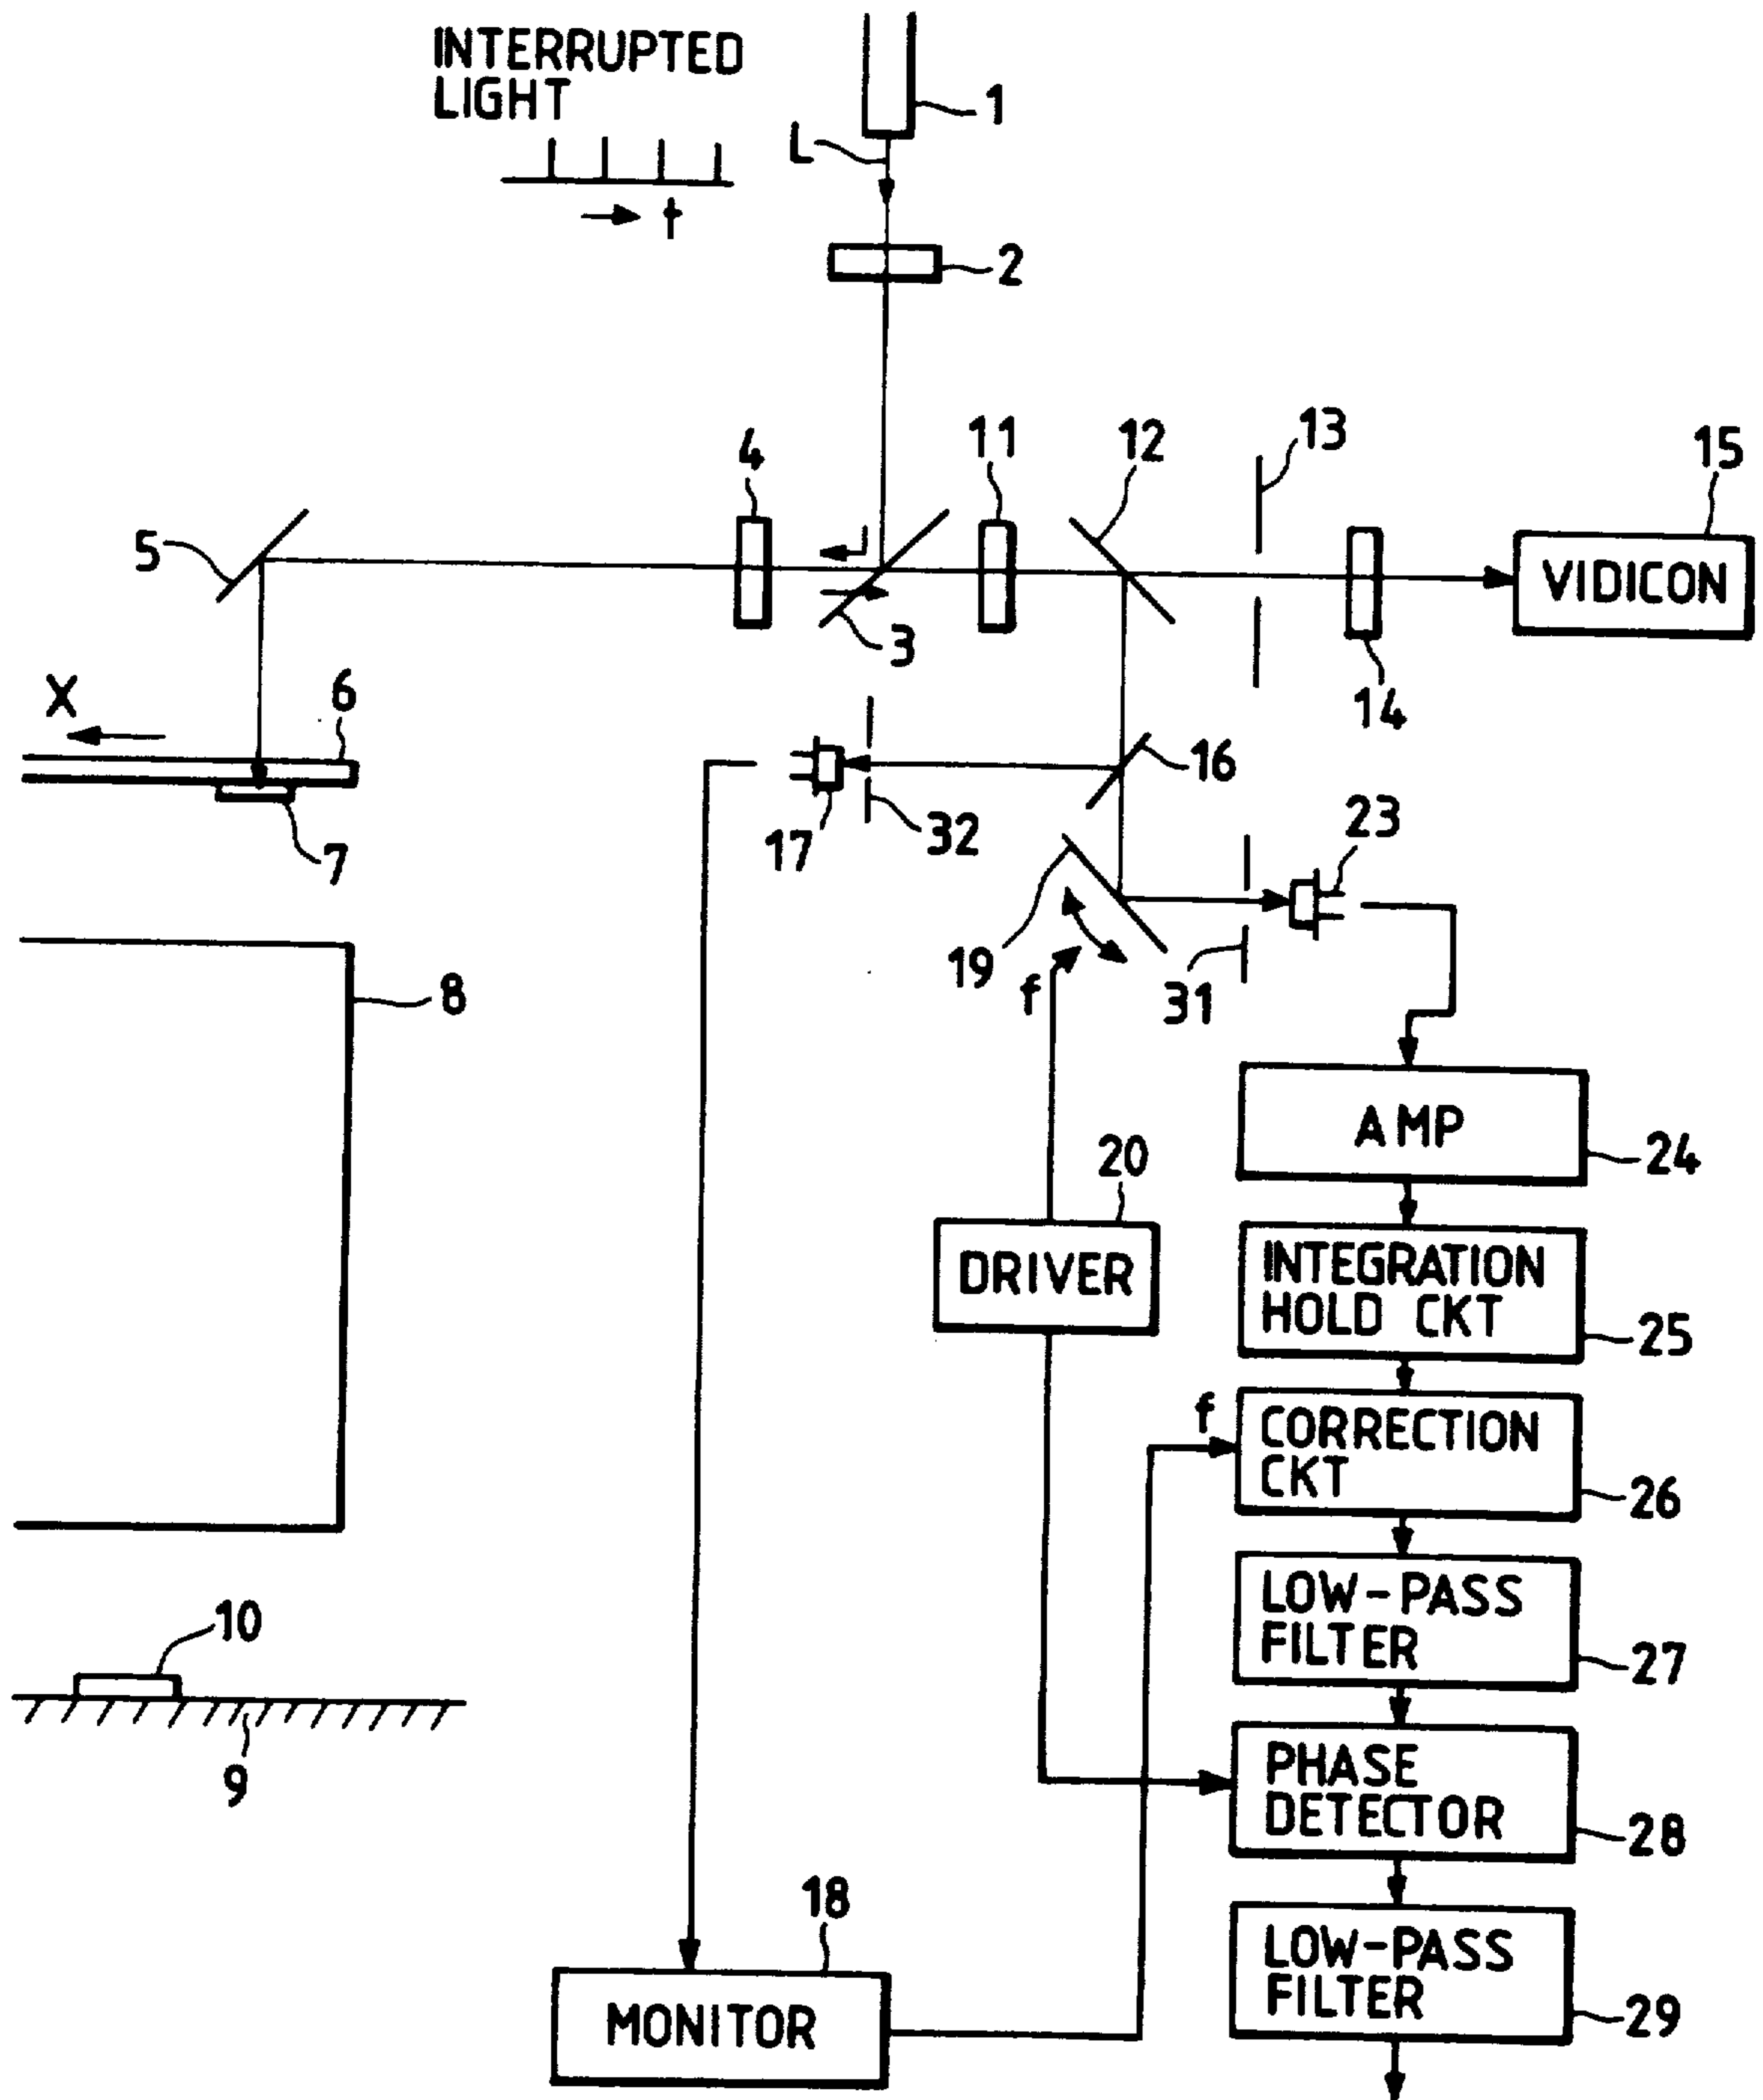 INTERRUPTED
LIGHT
t
1
L
2
4
11
12
13
15
VIDICON
5
3
14
X
6
16
7
17
32
23
19
f
31
8
AMP
24
20
DRIVER
INTEGRATION
HOLD CKT
25
f
CORRECTION
CKT
26
10
LOW-PASS
FILTER
27
9
PHASE
DETECTOR
28
18
MONITOR
LOW-PASS
FILTER
29